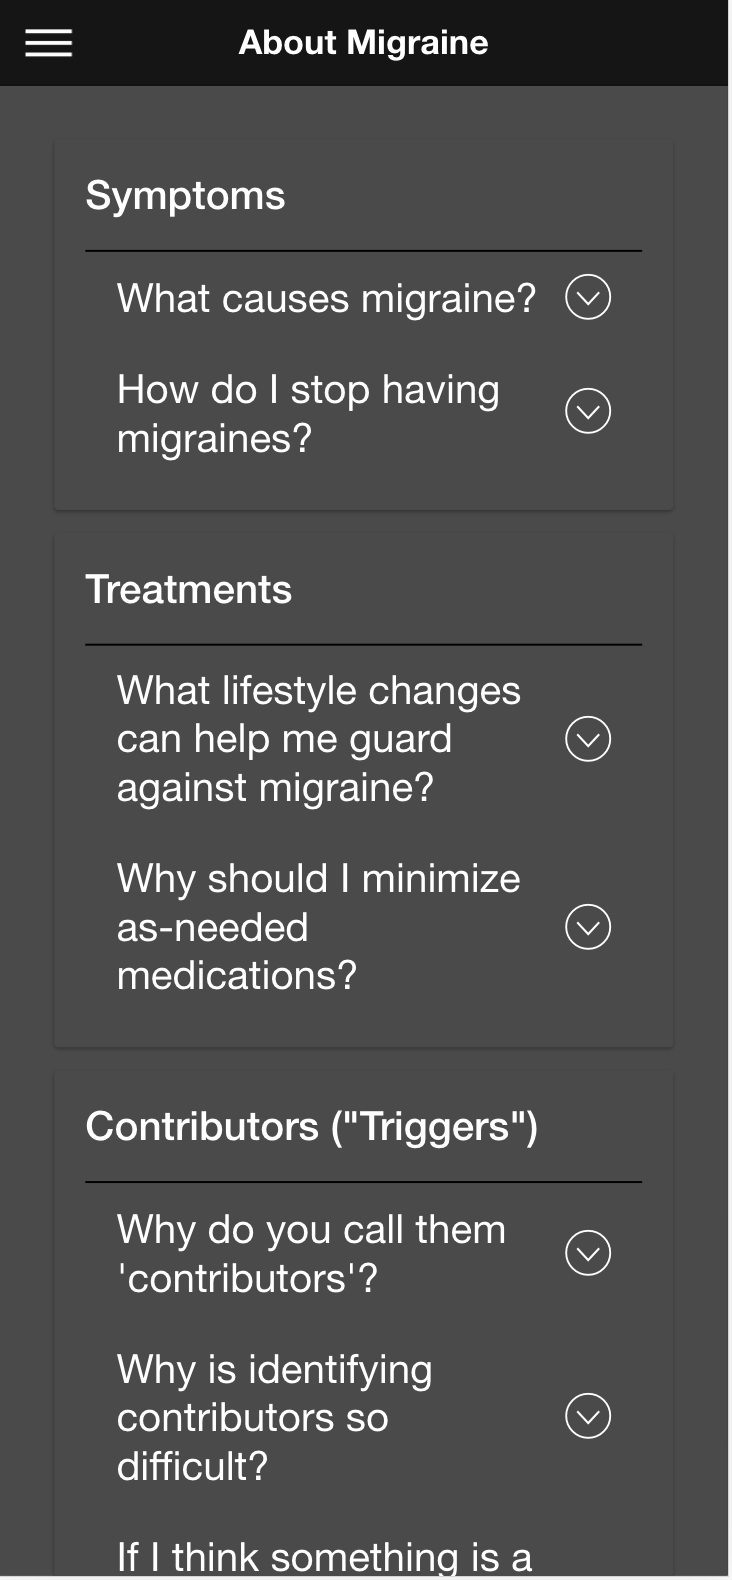 About Migraine
Symptoms
What causes migraine?
How do I stop having
migraines?
Treatments
What lifestyle changes
can help me guard
against migraine?
Why should I minimize
as-needed
medications?
Contributors ("Triggers")
Why do you call them
'contributors'?
Why is identifying
contributors so
difficult?
If I think something is a